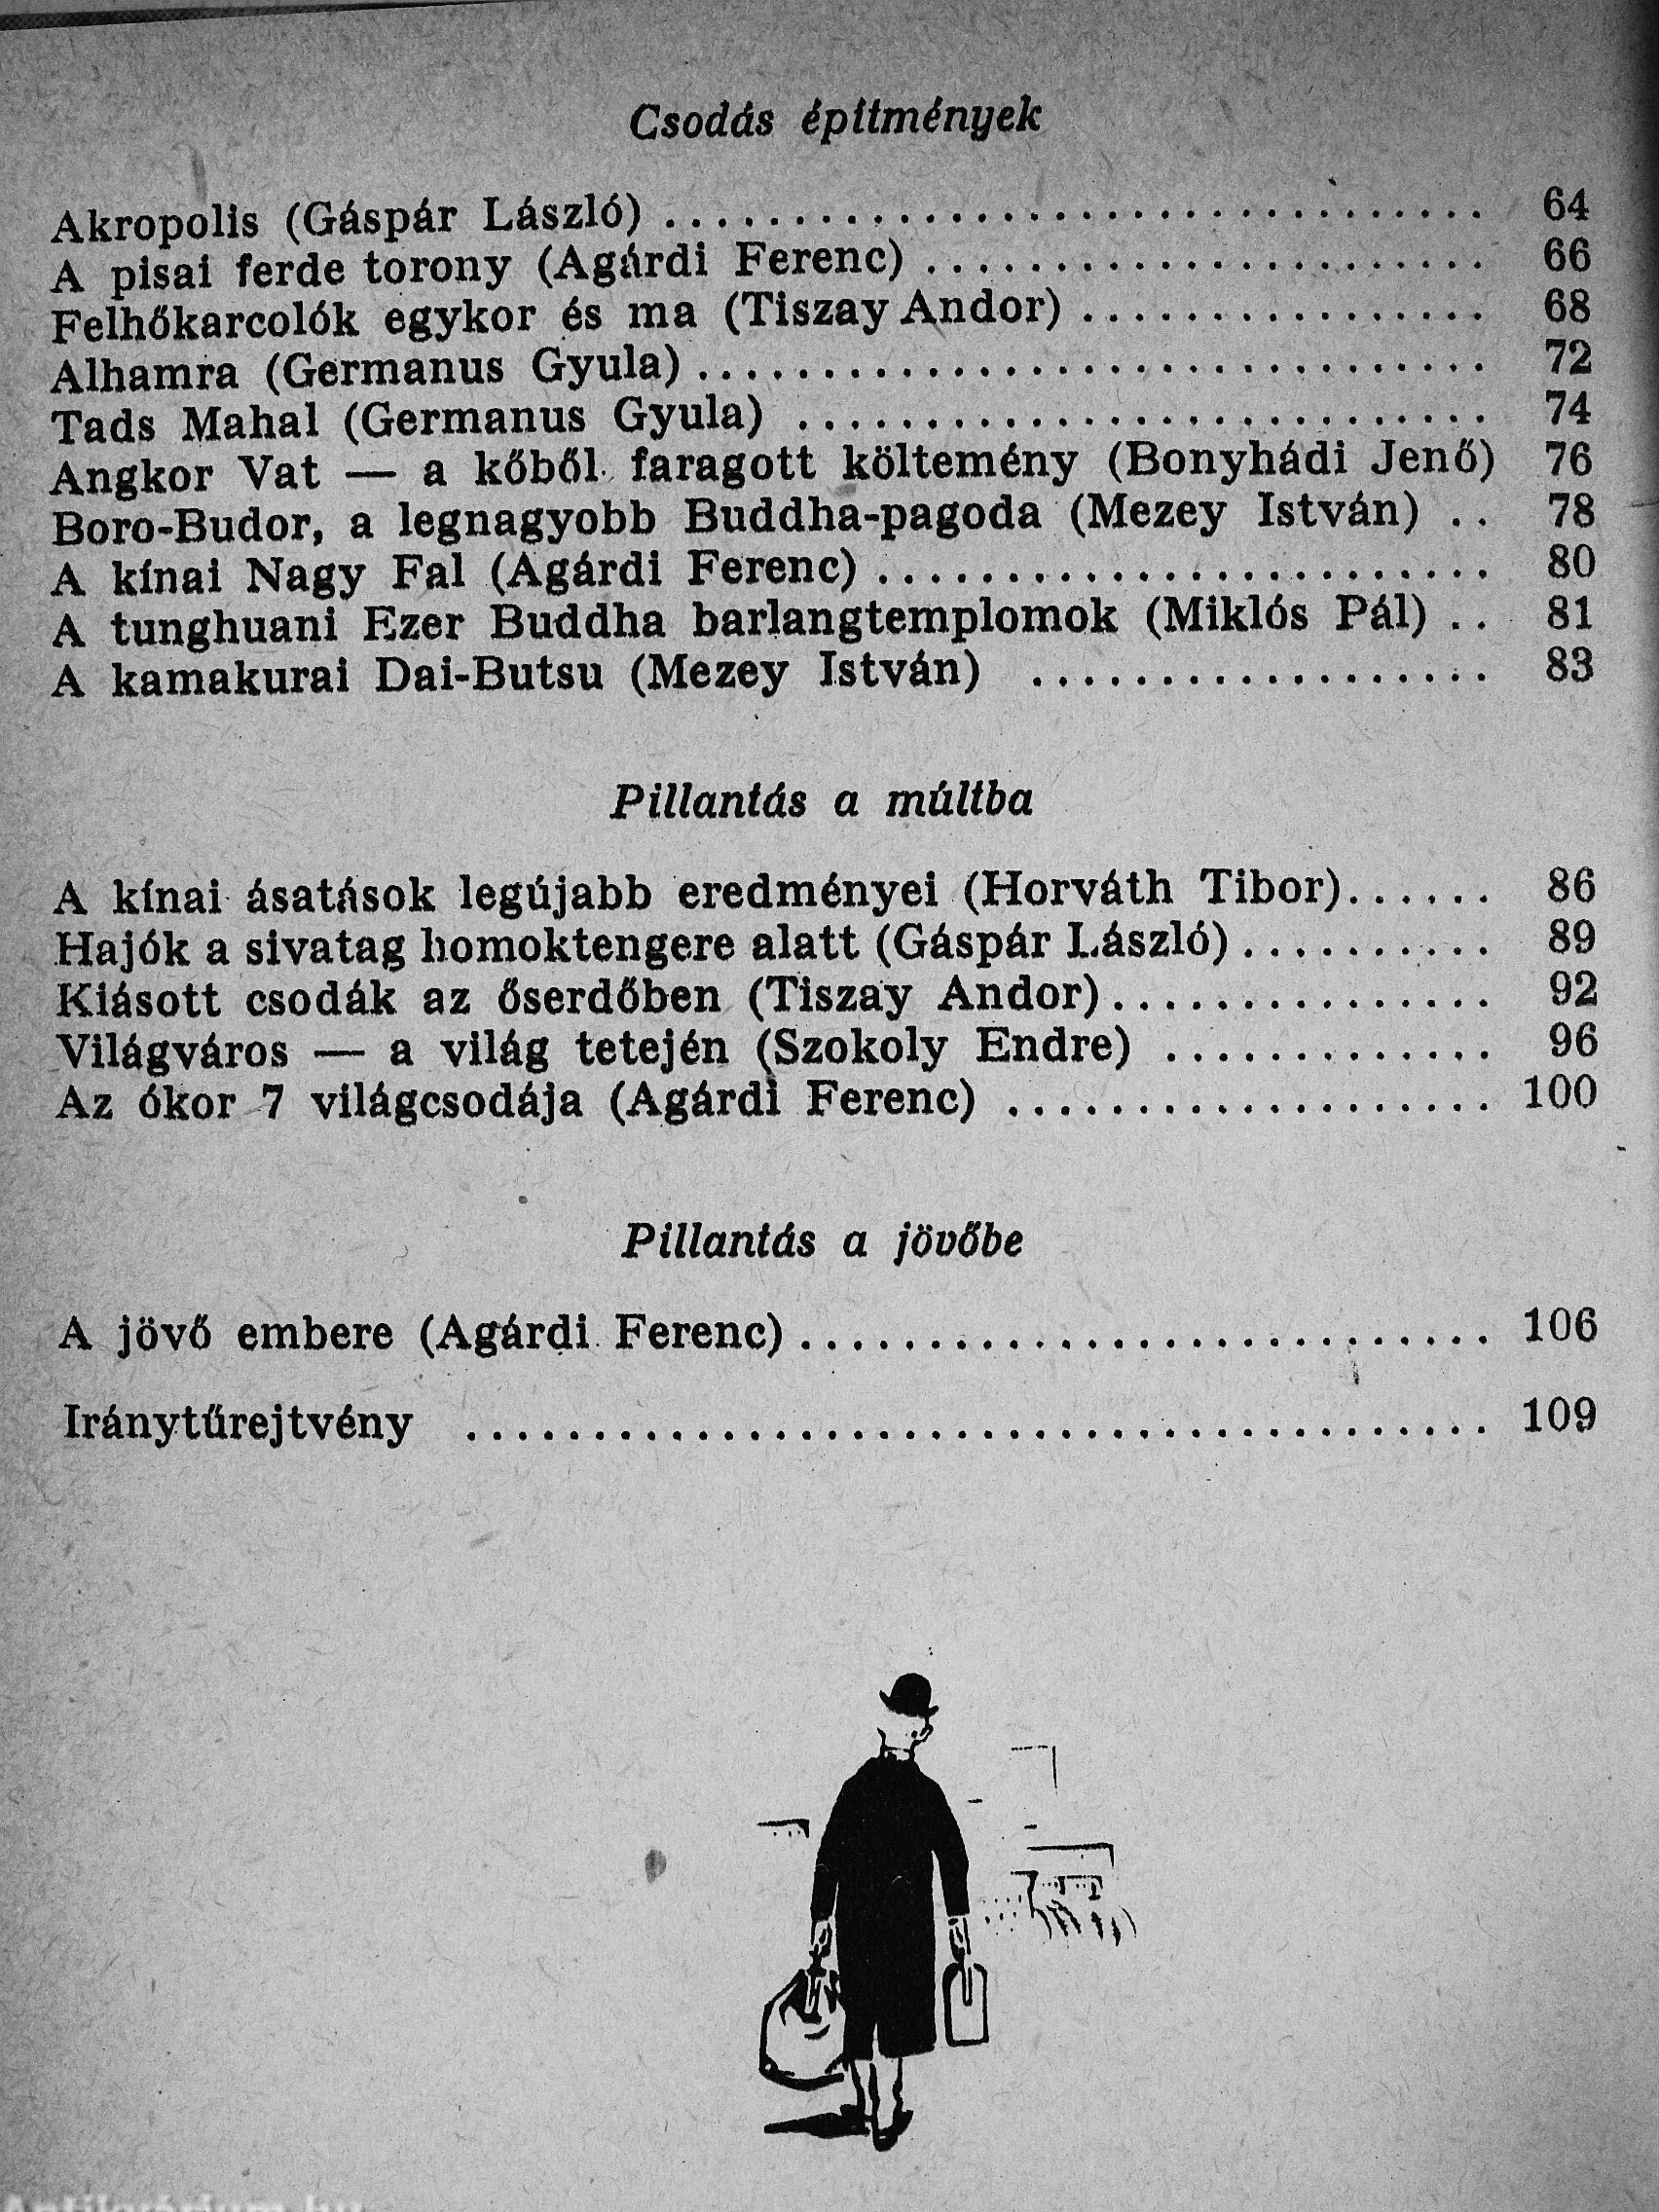 Csodás építmények
Akropolis (Gáspár László) ................................ 64
A pisai ferde torony (Agárdi Ferenc) ...................... 66
Felhőkarcolók egykor és ma (Tiszay Andor) ................ 68
Alhamra (Germanus Gyula) ............................... 72
Tads Mahal (Germanus Gyula) ........................... 74
Angkor Vat — a kőből faragott költemény (Bonyhádi Jenő) 76
Boro-Budor, a legnagyobb Buddha-pagoda (Mezey István) .. 78
A kínai Nagy Fal (Agárdi Ferenc) ........................ 80
A tunghuani Ezer Buddha barlangtemplomok (Miklós Pál) .. 81
A kamakurai Dai-Butsu (Mezey István) .................. 83
Pillantás a múltba
A kínai ásatások legújabb eredményei (Horváth Tibor)...... 86
Hajók a sivatag homoktengere alatt (Gáspár László) .......... 89
Kiásott csodák az őserdőben (Tiszay Andor)............... 92
Világváros — a világ tetején (Szokoly Endre) ............. 96
Az ókor 7 világcsodája (Agárdi Ferenc) ................... 100
Pillantás a jövőbe
A jövő embere (Agárdi Ferenc) ........................... 106
Iránytűrejtvény ........................................ 109